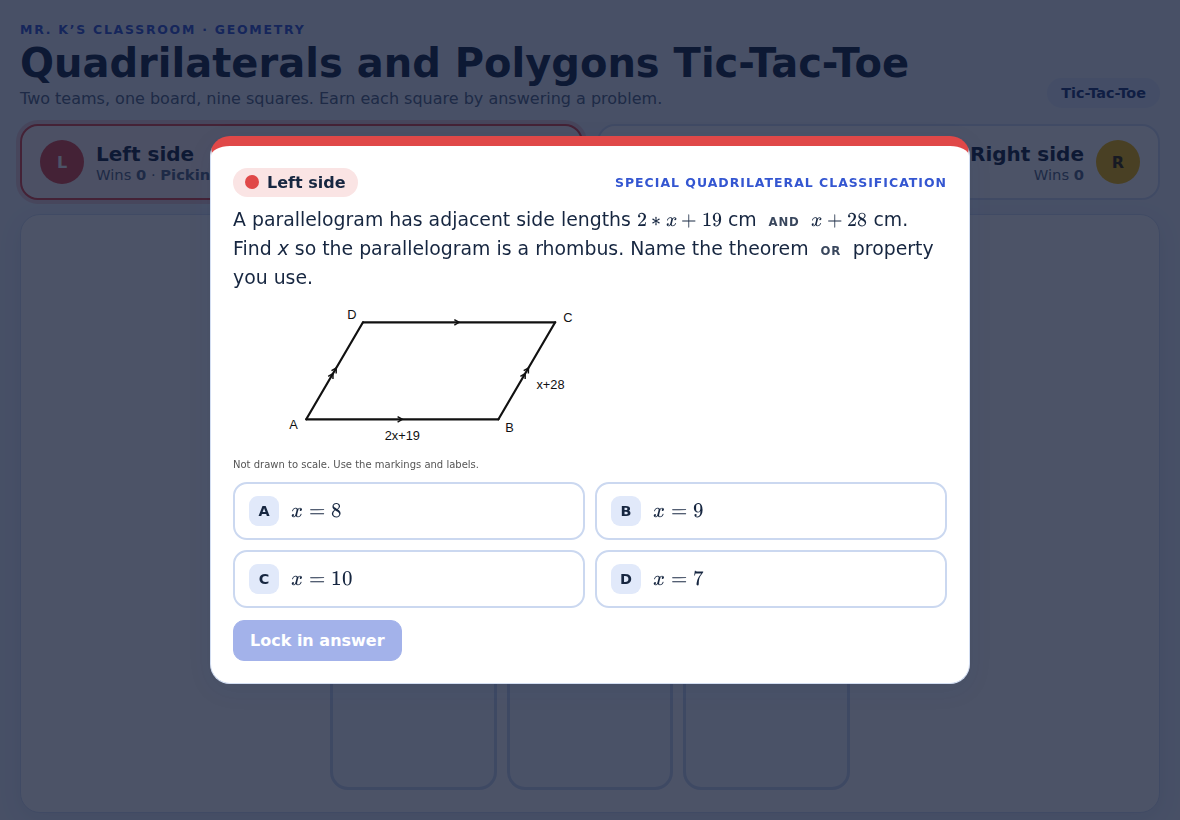 MR. K'S CLASSROOM · GEOMETRY
Quadrilaterals and Polygons Tic-Tac-Toe
Two teams, one board, nine squares. Earn each square by answering a problem.
Tic-Tac-Toe
L
Left side
Wins 0 · Pickin
Right side
Wins 0
R
Left side
SPECIAL QUADRILATERAL CLASSIFICATION
A parallelogram has adjacent side lengths 2 * x + 19 cm AND x + 28 cm.
Find x so the parallelogram is a rhombus. Name the theorem OR property
you use.
D
C
x+28
A
B
2x+19
Not drawn to scale. Use the markings and labels.
A x = 8
B x = 9
C x = 10
D x = 7
Lock in answer